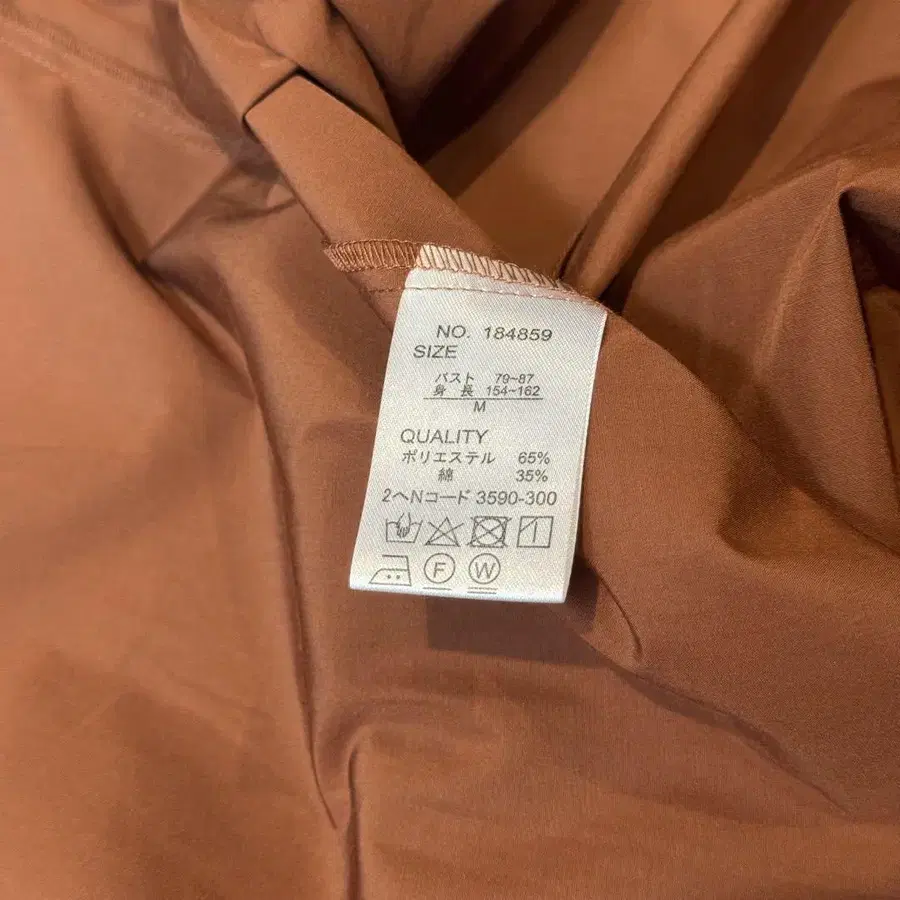 NO. 184859
SIZE
バスト 79~87
身 長 154~162
M
QUALITY
ポリエステル 65%
綿 35%
2ヘNコード 3590-300
F W